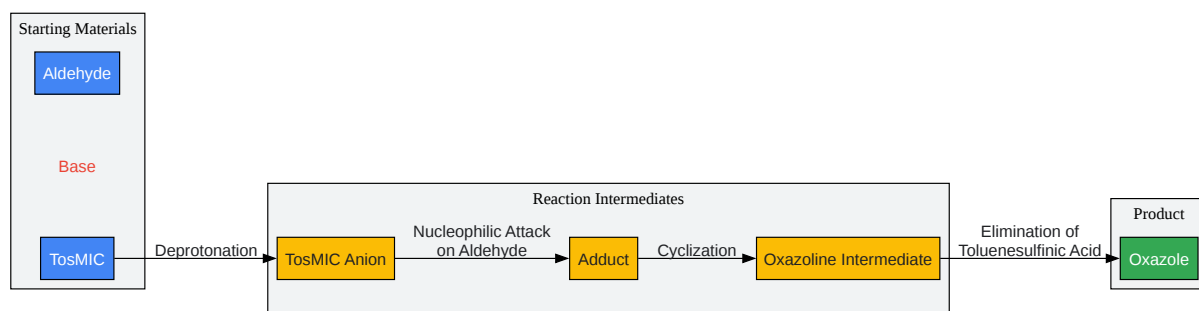 Starting Materials
Aldehyde
Base
TosMIC
Deprotonation
Reaction Intermediates
TosMIC Anion
Nucleophilic Attack
on Aldehyde
Adduct
Cyclization
Oxazoline Intermediate
Elimination of
Toluenesulfinic Acid
Product
Oxazole